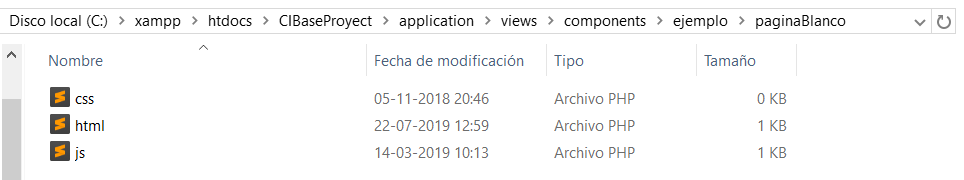 Disco local (C:) > xampp > htdocs > CIBaseProyect > application > views > components > ejemplo > paginaBlanco
Nombre Fecha de modificación Tipo Tamaño
css 05-11-2018 20:46 Archivo PHP 0 KB
html 22-07-2019 12:59 Archivo PHP 1 KB
js 14-03-2019 10:13 Archivo PHP 1 KB